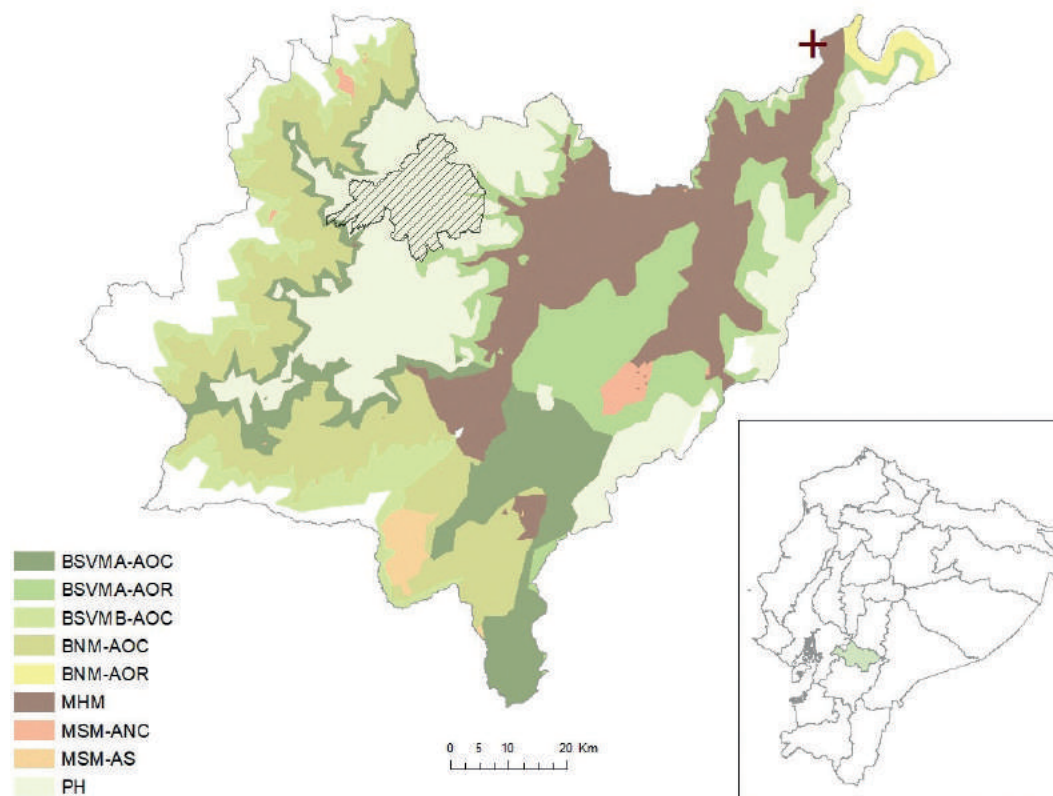 BSVMA-AOC
BSVMA-AOR
BSVMB-AOC
BNM-AOC
BNM-AOR
MHM
MSM-ANC
MSM-AS
PH
0 5 10 20 Km